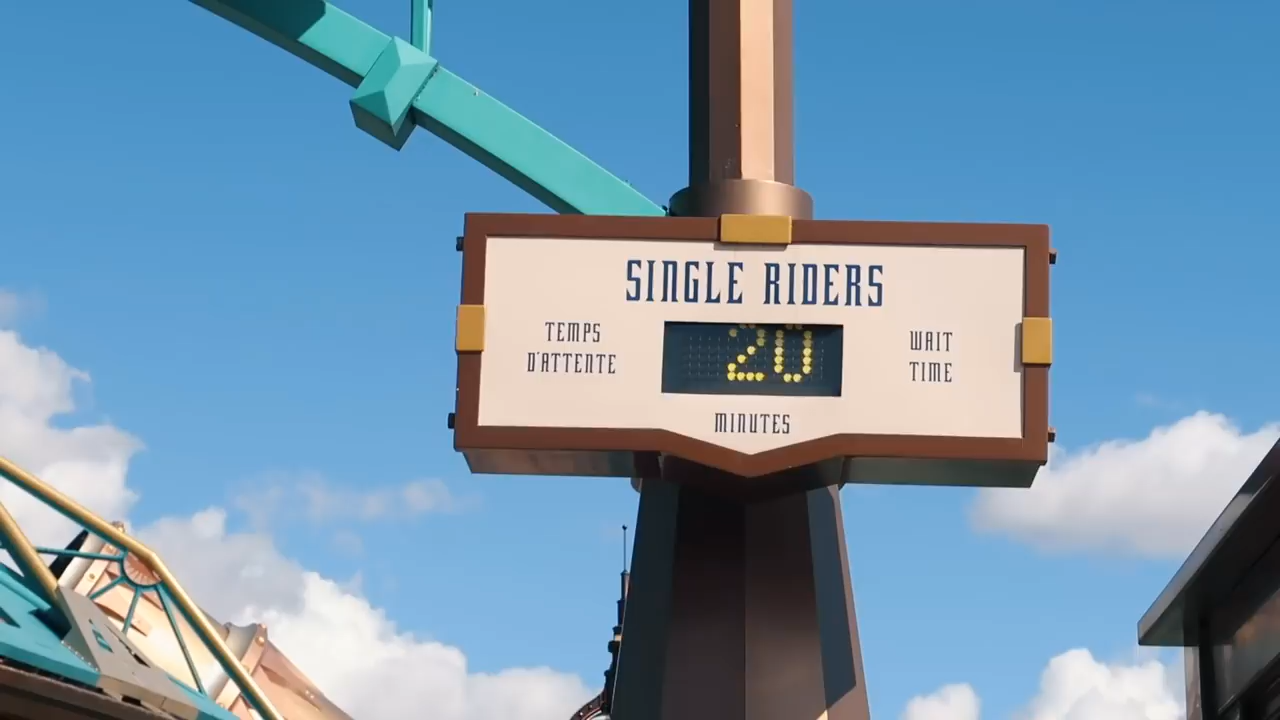 SINGLE RIDERS
TEMPS
D'ATTENTE
20
WAIT
TIME
MINUTES